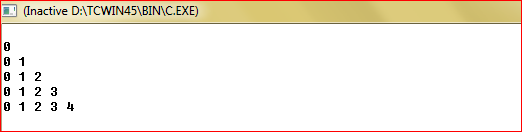 (Inactive D:\TCWIN45\BIN\C.EXE)
0
0 1
0 1 2
0 1 2 3
0 1 2 3 4